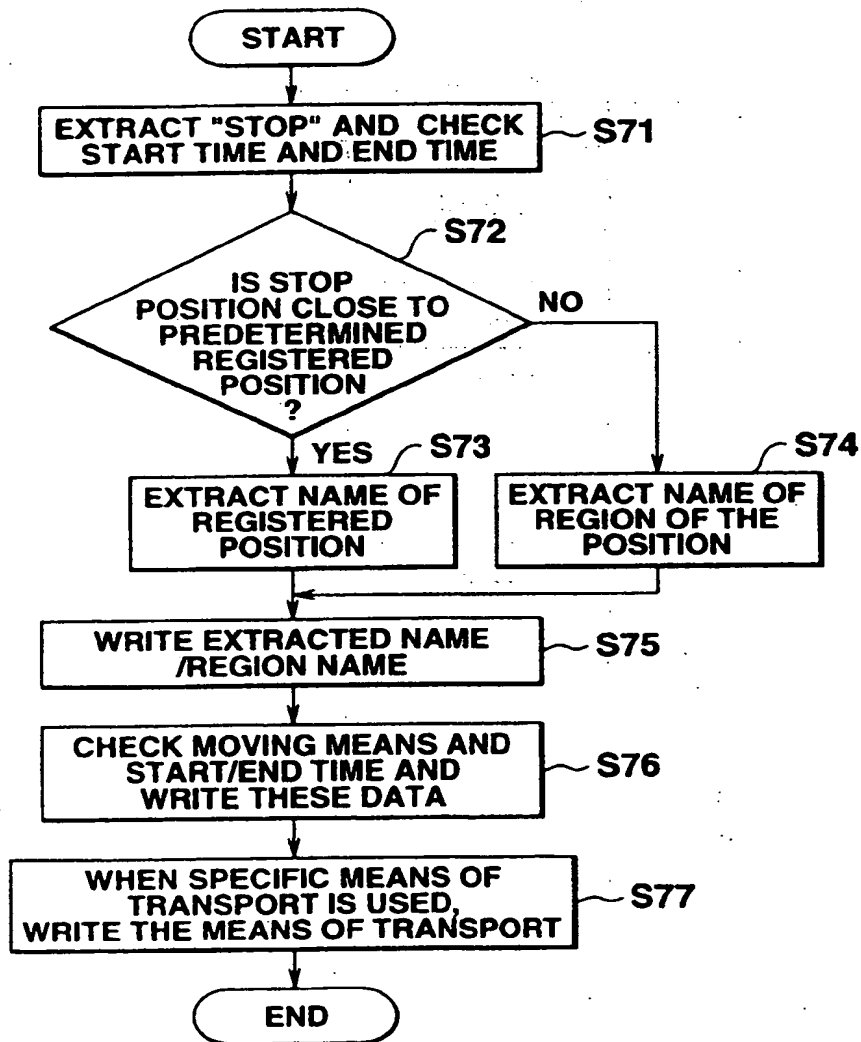 START
EXTRACT "STOP" AND CHECK
START TIME AND END TIME
S71
S72
IS STOP
POSITION CLOSE TO
PREDETERMINED
REGISTERED
POSITION
?
NO
YES
S73
S74
EXTRACT NAME OF
REGISTERED
POSITION
EXTRACT NAME OF
REGION OF THE
POSITION
WRITE EXTRACTED NAME
/REGION NAME
S75
CHECK MOVING MEANS AND
START/END TIME AND
WRITE THESE DATA
S76
WHEN SPECIFIC MEANS OF
TRANSPORT IS USED,
WRITE THE MEANS OF TRANSPORT
S77
END